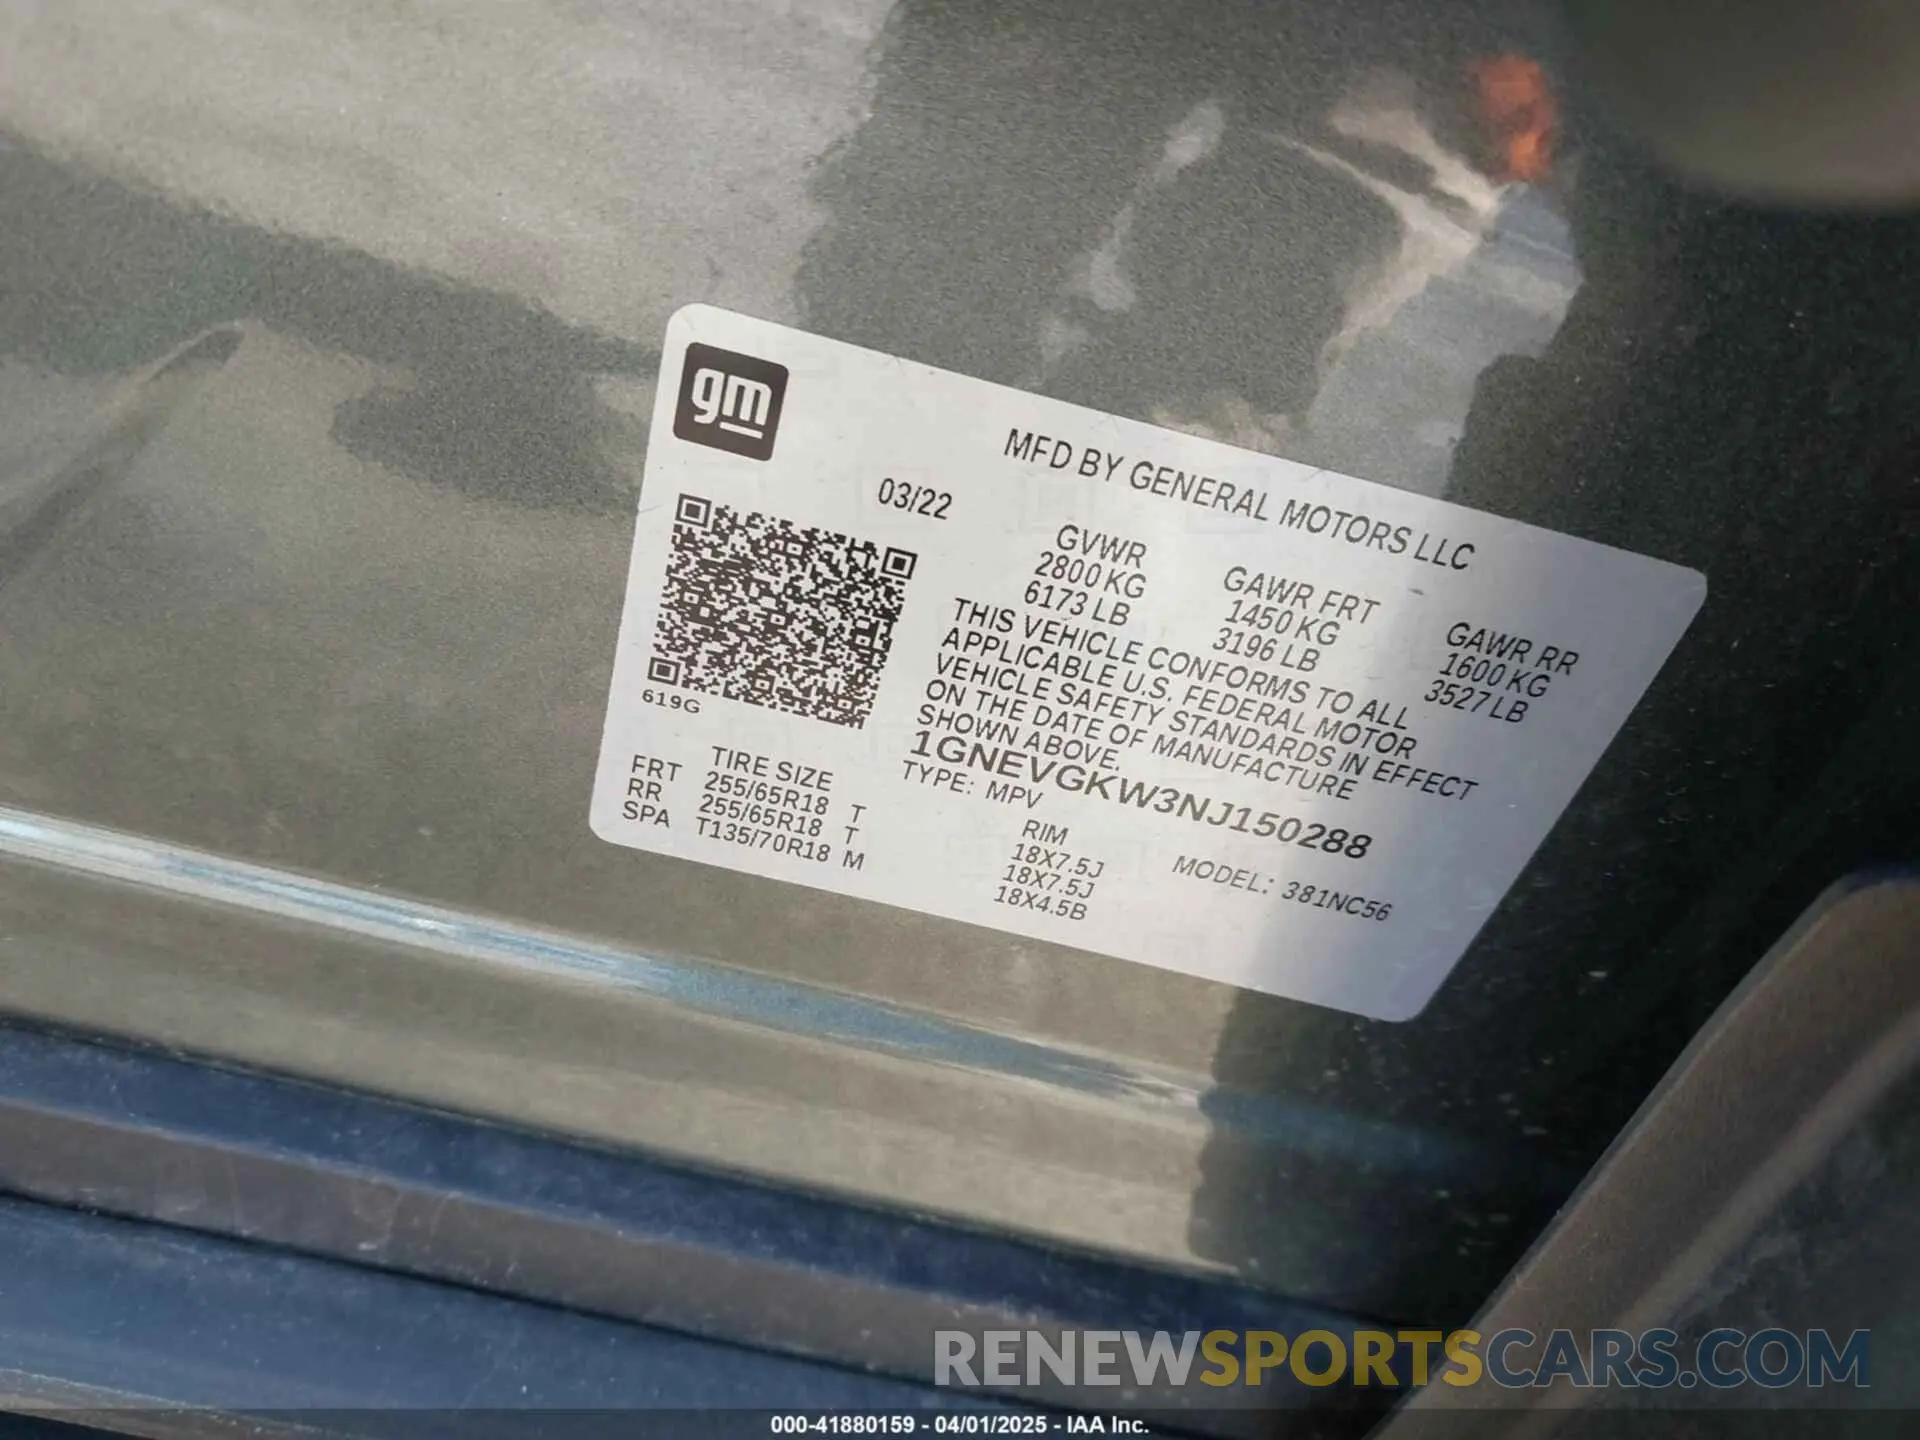 gm
MFD BY GENERAL MOTORS LLC
03/22
GVWR GAWR FRT GAWR RR
2800 KG 1450 KG 1600 KG
6173 LB 3196 LB 3527 LB
THIS VEHICLE CONFORMS TO ALL
APPLICABLE U.S. FEDERAL MOTOR
VEHICLE SAFETY STANDARDS IN EFFECT
ON THE DATE OF MANUFACTURE
SHOWN ABOVE.
1GNEVGKW3NJ150288
TYPE: MPV MODEL: 381NC56
619G
TIRE SIZE RIM
FRT 255/65R18 T 18X7.5J
RR 255/65R18 T 18X7.5J
SPA T135/70R18 M 18X4.5B
RENEWSPORTSCARS.COM
000-41880159 - 04/01/2025 - IAA Inc.